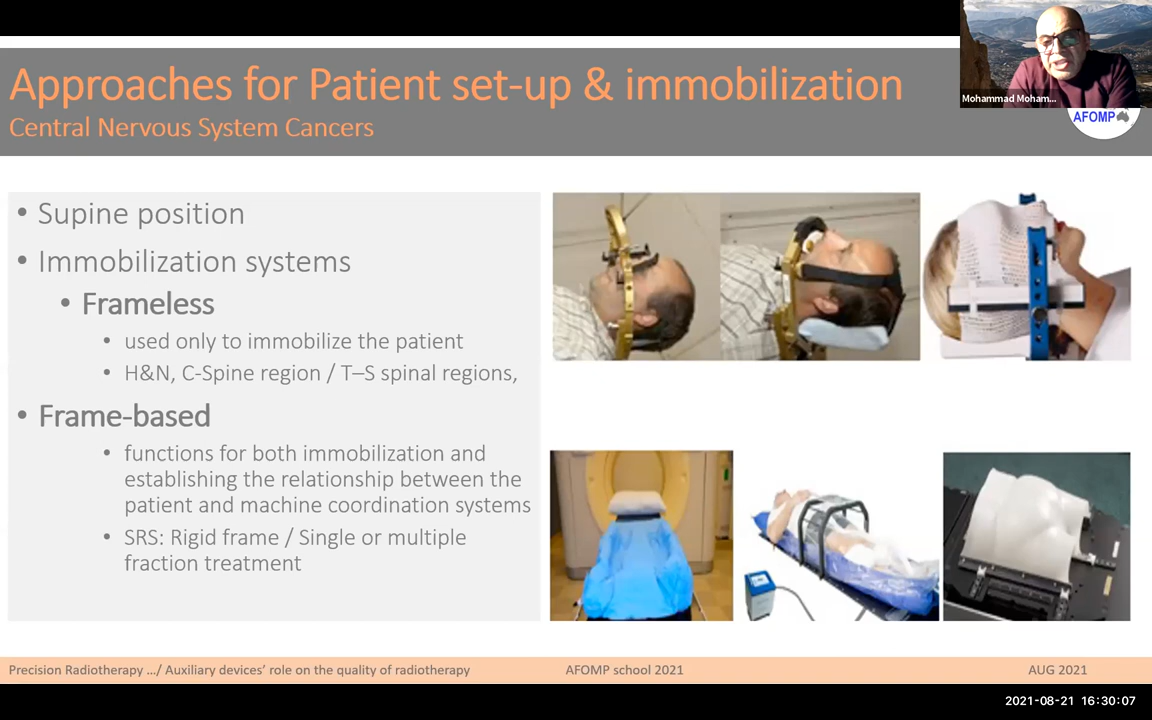 Approaches for Patient set-up & immobilization
Central Nervous System Cancers
Mohammad Moham...
AFOMP
• Supine position
• Immobilization systems
• Frameless
• used only to immobilize the patient
• H&N, C-Spine region / T–S spinal regions,
• Frame-based
• functions for both immobilization and
establishing the relationship between the
patient and machine coordination systems
• SRS: Rigid frame / Single or multiple
fraction treatment
Precision Radiotherapy .../ Auxiliary devices’ role on the quality of radiotherapy
AFOMP school 2021
AUG 2021
2021-08-21 16:30:07